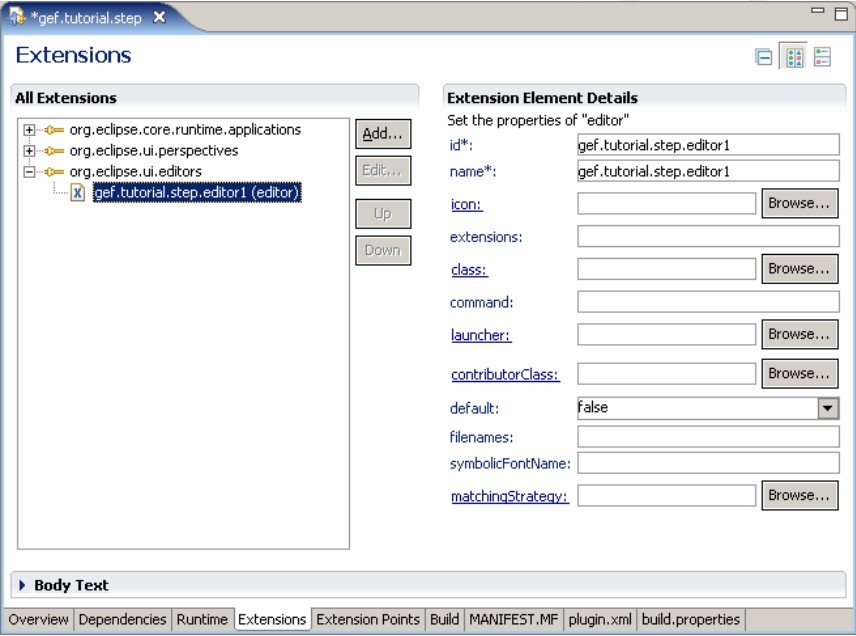 *gef.tutorial.step
Extensions
All Extensions
org.eclipse.core.runtime.applications
org.eclipse.ui.perspectives
org.eclipse.ui.editors
gef.tutorial.step.editor1 (editor)
Add...
Edit...
Up
Down
Extension Element Details
Set the properties of "editor"
id*: gef.tutorial.step.editor1
name*: gef.tutorial.step.editor1
icon: Browse...
extensions:
class: Browse...
command:
launcher: Browse...
contributorClass: Browse...
default: false
filenames:
symbolicFontName:
matchingStrategy: Browse...
Body Text
Overview Dependencies Runtime Extensions Extension Points Build MANIFEST.MF plugin.xml build.properties